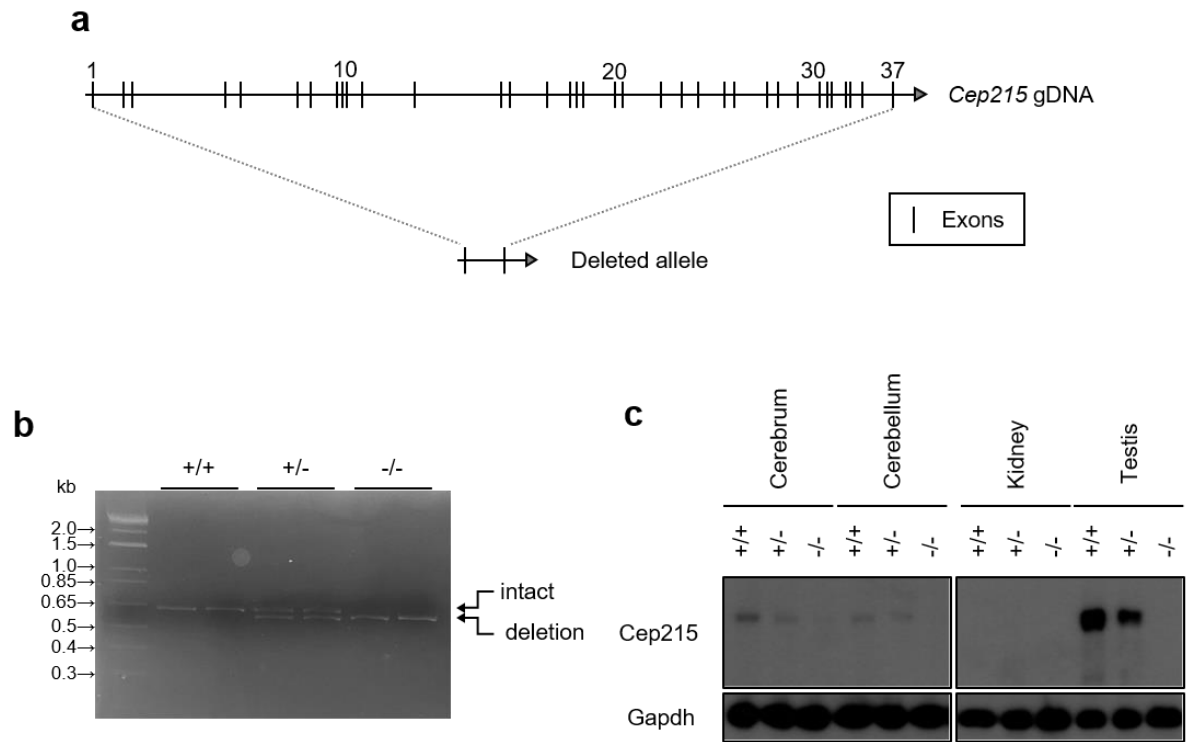 a
1 10 20 30 37
Cep215 gDNA
Exons
Deleted allele
b
+/+ +/- -/-
kb
2.0→
1.5→
1.0→
0.85→
0.65→
0.5→
0.4→
0.3→
intact
deletion
c
Cerebrum Cerebellum Kidney Testis
+/+ +/- -/- +/+ +/- -/- +/+ +/- -/- +/+ +/- -/-
Cep215
Gapdh